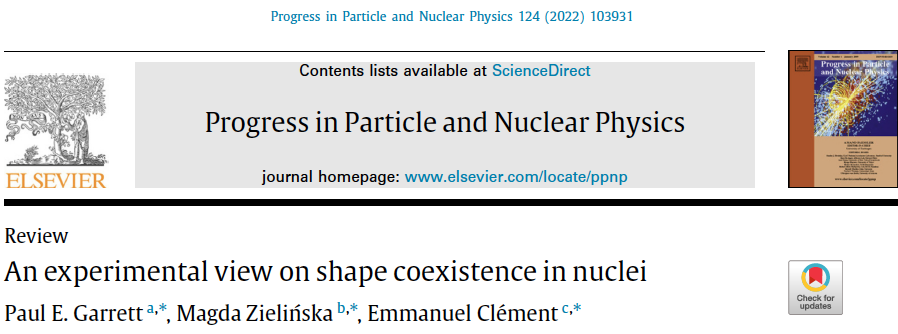 Progress in Particle and Nuclear Physics 124 (2022) 103931
Contents lists available at ScienceDirect
Progress in Particle and Nuclear Physics
journal homepage: www.elsevier.com/locate/ppnp
ELSEVIER
Progress in Particle
and Nuclear Physics
Review
An experimental view on shape coexistence in nuclei
Paul E. Garrett a,*, Magda Zielińska b,*, Emmanuel Clément c,*
Check for
updates